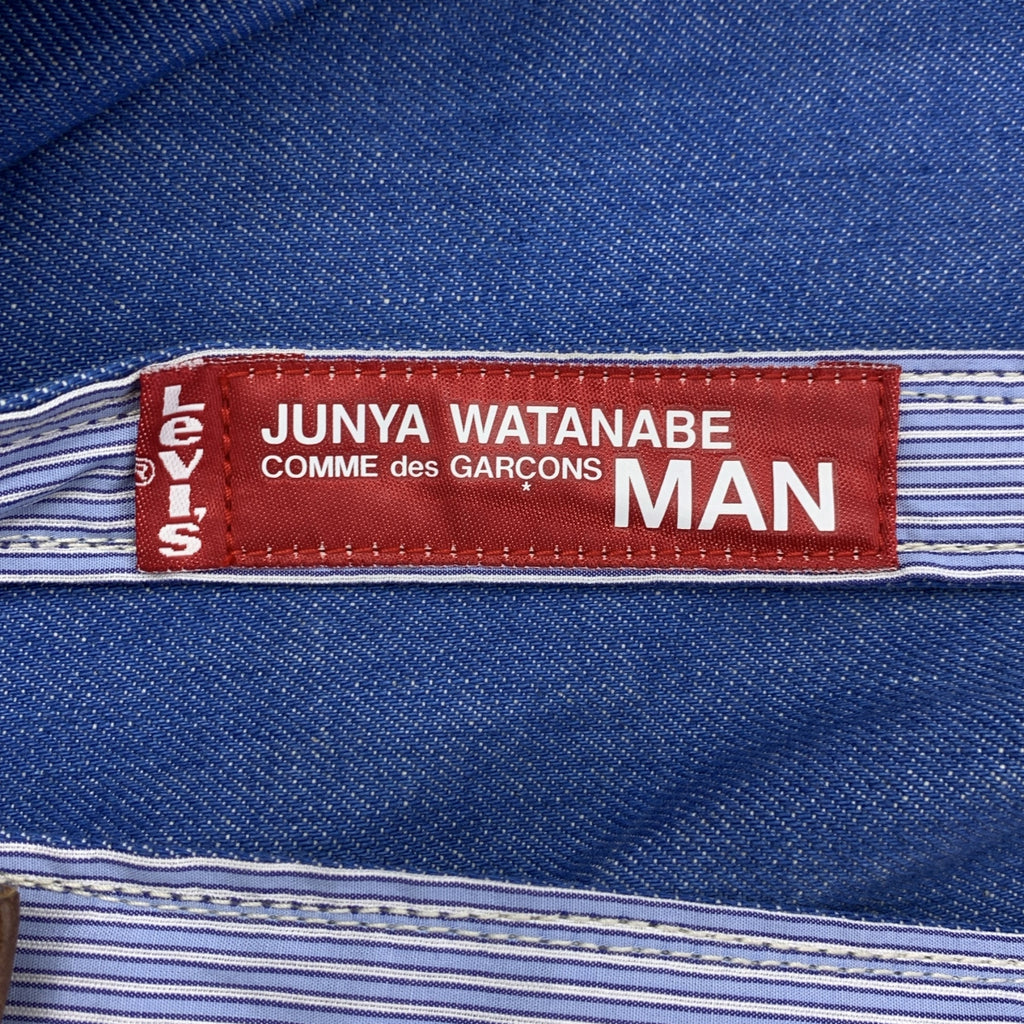 Levi's
®
JUNYA WATANABE
COMME des GARÇONS
*
MAN